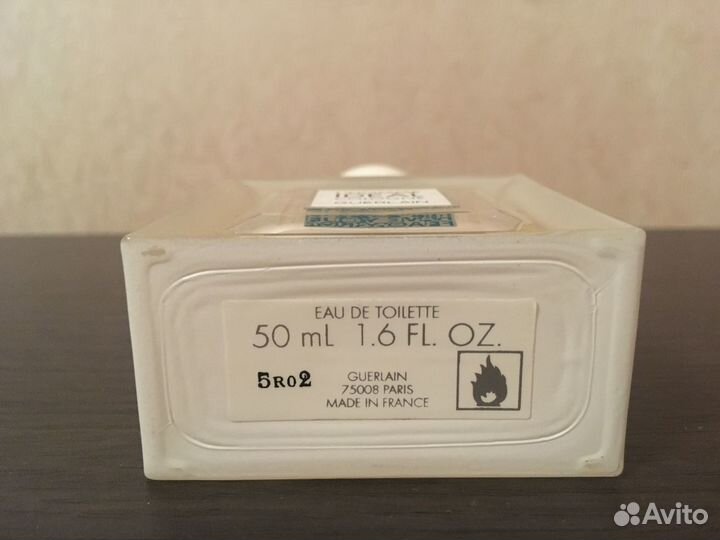 IDEAL
COLOGNE
GUERLAIN
EAU DE TOILETTE
50 mL 1.6 FL. OZ.
5R02
GUERLAIN
75008 PARIS
MADE IN FRANCE
Avito